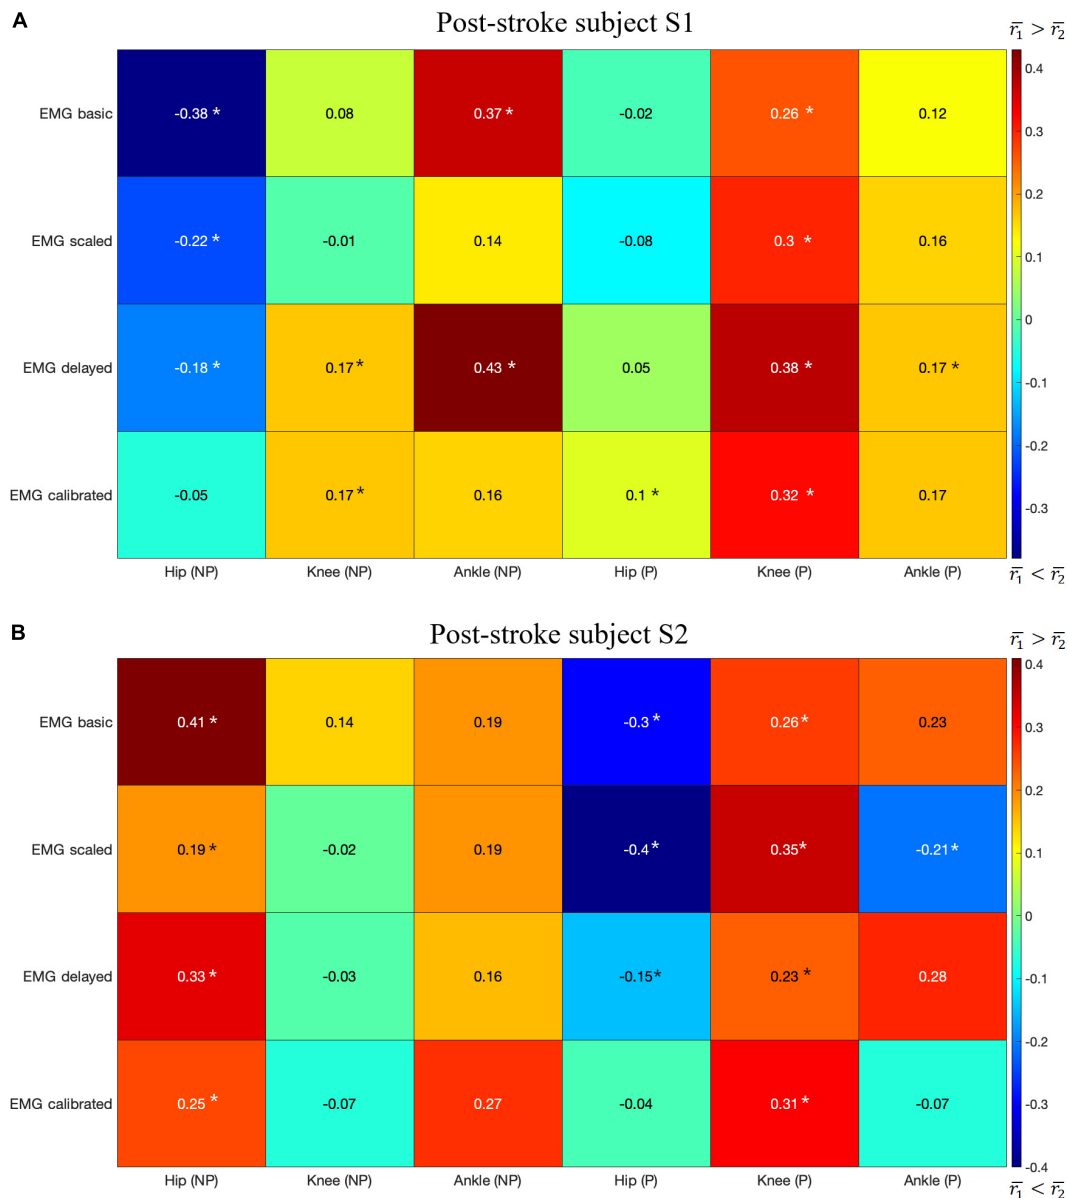 A
Post-stroke subject S1
r̅₁ > r̅₂
EMG basic -0.38 * 0.08 0.37 * -0.02 0.26 * 0.12
EMG scaled -0.22 * -0.01 0.14 -0.08 0.3 * 0.16
EMG delayed -0.18 * 0.17 * 0.43 * 0.05 0.38 * 0.17 *
EMG calibrated -0.05 0.17 * 0.16 0.1 * 0.32 * 0.17
Hip (NP) Knee (NP) Ankle (NP) Hip (P) Knee (P) Ankle (P)
0.4
0.3
0.2
0.1
0
-0.1
-0.2
-0.3
r̅₁ < r̅₂
B
Post-stroke subject S2
r̅₁ > r̅₂
EMG basic 0.41 * 0.14 0.19 -0.3 * 0.26 * 0.23
EMG scaled 0.19 * -0.02 0.19 -0.4 * 0.35 * -0.21 *
EMG delayed 0.33 * -0.03 0.16 -0.15 * 0.23 * 0.28
EMG calibrated 0.25 * -0.07 0.27 -0.04 0.31 * -0.07
Hip (NP) Knee (NP) Ankle (NP) Hip (P) Knee (P) Ankle (P)
0.4
0.3
0.2
0.1
0
-0.1
-0.2
-0.3
-0.4
r̅₁ < r̅₂